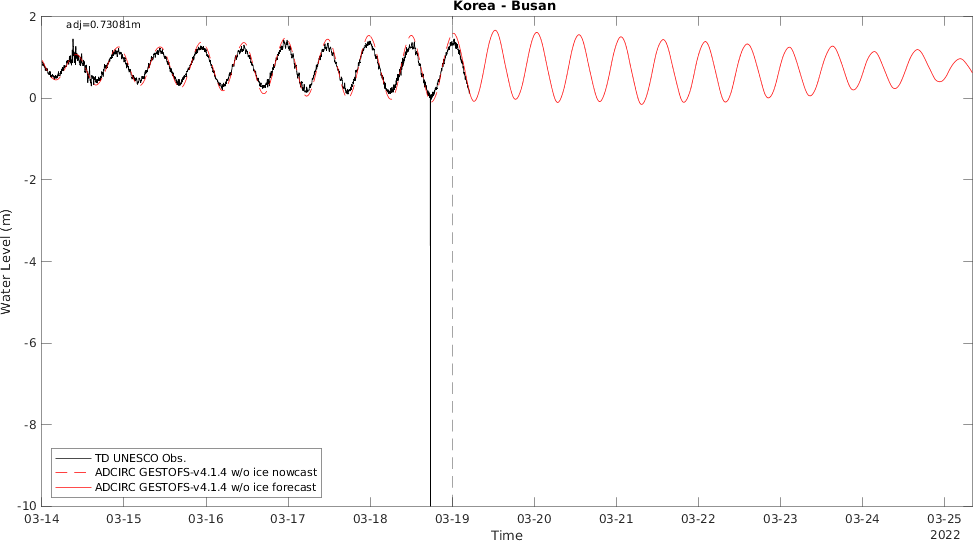 Korea - Busan
adj=0.73081m
2
0
-2
-4
-6
-8
-10
Water Level (m)
TD UNESCO Obs.
ADCIRC GESTOFS-v4.1.4 w/o ice nowcast
ADCIRC GESTOFS-v4.1.4 w/o ice forecast
03-14 03-15 03-16 03-17 03-18 03-19 03-20 03-21 03-22 03-23 03-24 03-25
Time
2022